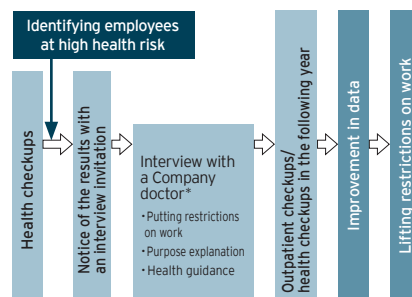 Identifying employees
at high health risk
Health checkups
Notice of the results with
an interview invitation
Interview with
a Company
doctor*
・Putting restrictions
on work
・Purpose explanation
・Health guidance
Outpatient checkups/
health checkups in the following year
Improvement in data
Lifting restrictions on work